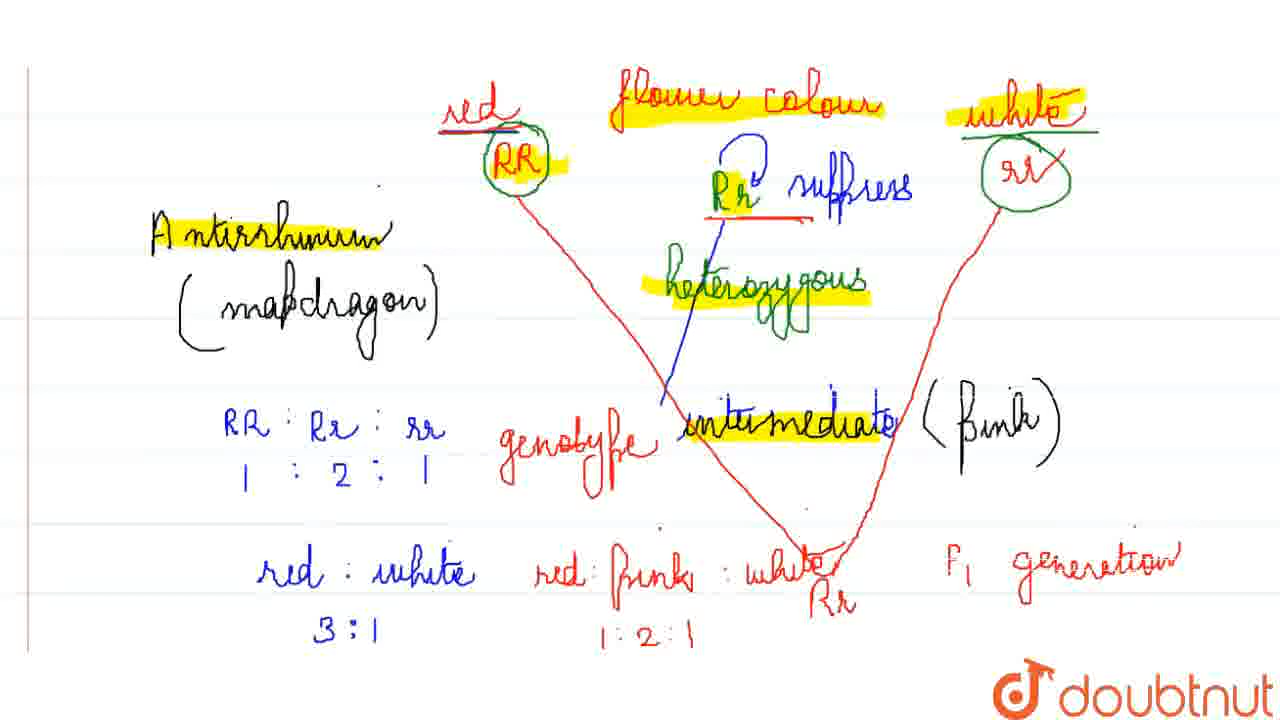 red flower colour white
RR Rr suppress rr
Antirrhinum
heterozygous
(snapdragon)
RR : Rr : rr genotype intermediate (pink)
1 : 2 : 1
red : white red : pink : white F1 generation
Rr
3 : 1 1 : 2 : 1
doubtnut